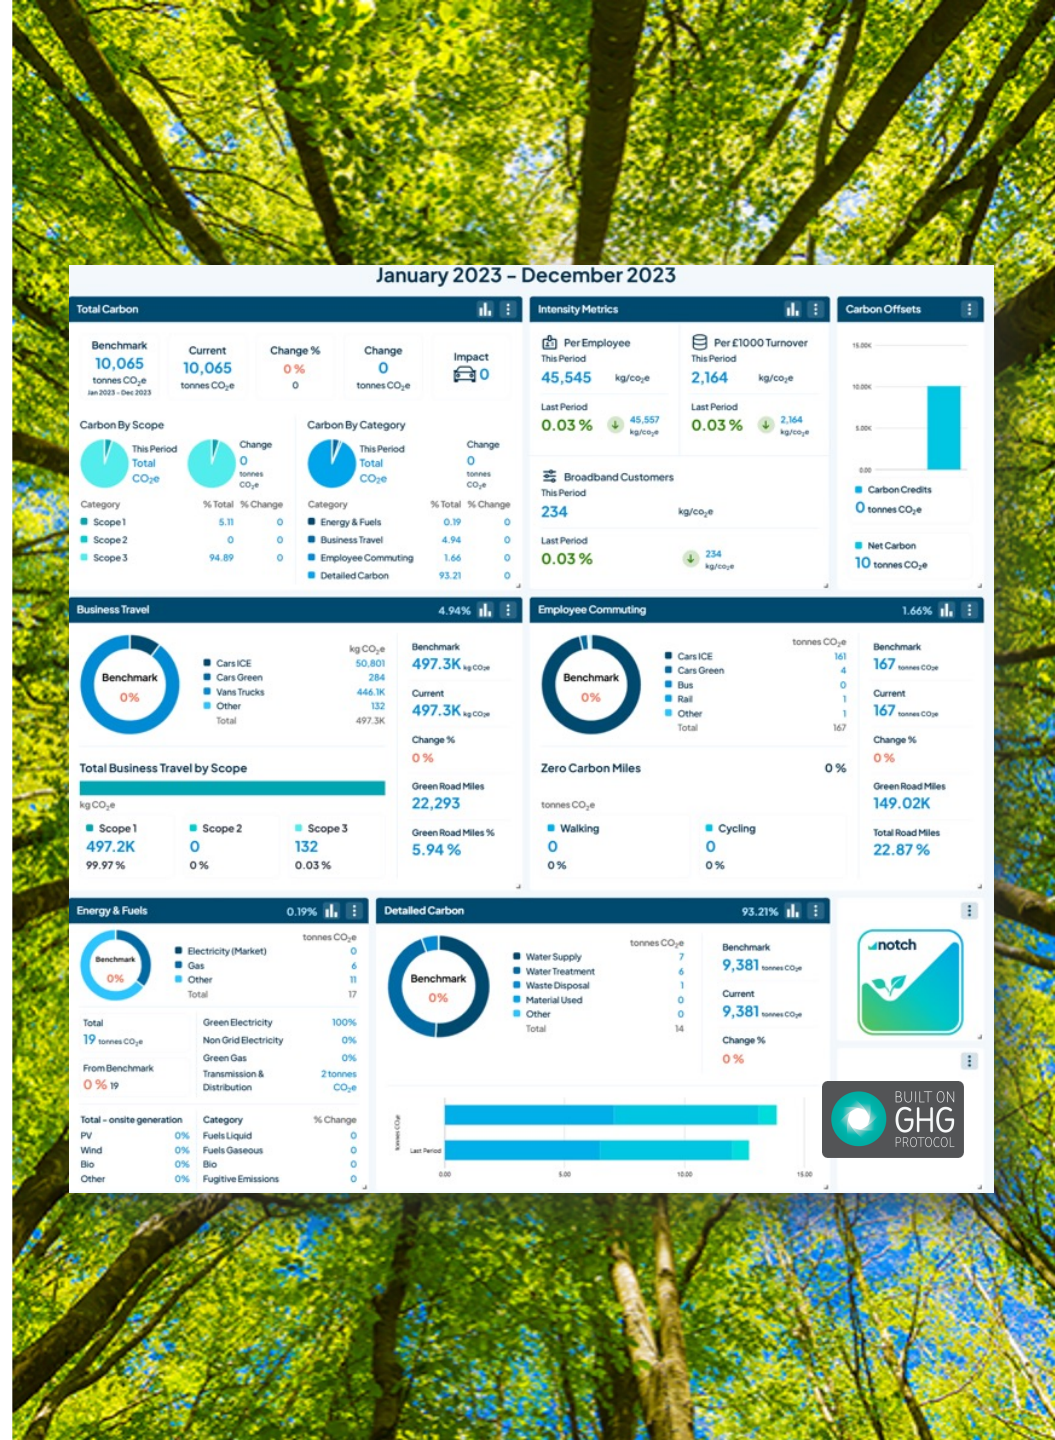 January 2023 – December 2023
Total Carbon
Benchmark
10,065
tonnes CO₂e
Jan 2023 – Dec 2023
Current
10,065
tonnes CO₂e
Change %
0 %
0
Change
0
tonnes CO₂e
Impact
0
Carbon By Scope
This Period
Total
CO₂e
Change
0
tonnes
CO₂e
Category % Total % Change
Scope 1 5.11 0
Scope 2 0 0
Scope 3 94.89 0
Carbon By Category
This Period
Total
CO₂e
Change
0
tonnes
CO₂e
Category % Total % Change
Energy & Fuels 0.19 0
Business Travel 4.94 0
Employee Commuting 1.66 0
Detailed Carbon 93.21 0
Intensity Metrics
Per Employee
This Period
45,545 kg/co₂e
Last Period
0.03 % 45,557
kg/co₂e
Per £1000 Turnover
This Period
2,164 kg/co₂e
Last Period
0.03 % 2,164
kg/co₂e
Broadband Customers
This Period
234 kg/co₂e
Last Period
0.03 % 234
kg/co₂e
Carbon Offsets
15.00K
10.00K
5.00K
0.00
Carbon Credits
0 tonnes CO₂e
Net Carbon
10 tonnes CO₂e
Business Travel 4.94%
Benchmark
0%
kg CO₂e
Cars ICE 50,801
Cars Green 284
Vans Trucks 446.1K
Other 132
Total 497.3K
Benchmark
497.3K kg CO₂e
Current
497.3K kg CO₂e
Change %
0 %
Green Road Miles
22,293
Green Road Miles %
5.94 %
Total Business Travel by Scope
kg CO₂e
Scope 1
497.2K
99.97 %
Scope 2
0
0 %
Scope 3
132
0.03 %
Employee Commuting 1.66%
Benchmark
0%
tonnes CO₂e
Cars ICE 161
Cars Green 4
Bus 0
Rail 1
Other 1
Total 167
Benchmark
167 tonnes CO₂e
Current
167 tonnes CO₂e
Change %
0 %
Green Road Miles
149.02K
Total Road Miles
22.87 %
Zero Carbon Miles 0 %
tonnes CO₂e
Walking
0
0 %
Cycling
0
0 %
Energy & Fuels 0.19%
Benchmark
0%
tonnes CO₂e
Electricity (Market) 0
Gas 6
Other 11
Total 17
Total
19 tonnes CO₂e
From Benchmark
0 % 19
Green Electricity 100%
Non Grid Electricity 0%
Green Gas 0%
Transmission & 2 tonnes
Distribution CO₂e
Total - onsite generation
PV 0%
Wind 0%
Bio 0%
Other 0%
Category % Change
Fuels Liquid 0
Fuels Gaseous 0
Bio 0
Fugitive Emissions 0
Detailed Carbon 93.21%
Benchmark
0%
tonnes CO₂e
Water Supply 7
Water Treatment 6
Waste Disposal 1
Material Used 0
Other 0
Total 14
Benchmark
9,381 tonnes CO₂e
Current
9,381 tonnes CO₂e
Change %
0 %
tonnes CO₂e
Last Period
0.00 5.00 10.00 15.00
notch
BUILT ON
GHG
PROTOCOL